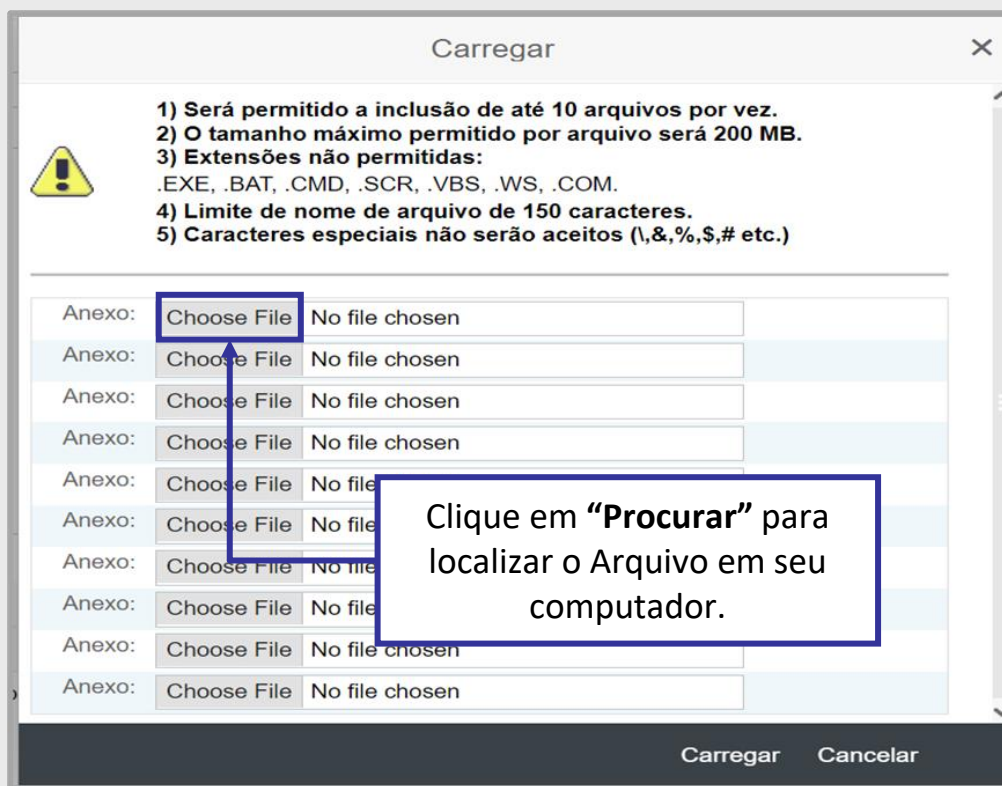 Carregar
1) Será permitido a inclusão de até 10 arquivos por vez.
2) O tamanho máximo permitido por arquivo será 200 MB.
3) Extensões não permitidas:
.EXE, .BAT, .CMD, .SCR, .VBS, .WS, .COM.
4) Limite de nome de arquivo de 150 caracteres.
5) Caracteres especiais não serão aceitos (\,&,%,$,# etc.)
Anexo: Choose File No file chosen
Anexo: Choose File No file chosen
Anexo: Choose File No file chosen
Anexo: Choose File No file chosen
Anexo: Choose File No file
Anexo: Choose File No file
Anexo: Choose File No file
Anexo: Choose File No file
Anexo: Choose File No file chosen
Anexo: Choose File No file chosen
Clique em “Procurar” para
localizar o Arquivo em seu
computador.
Carregar Cancelar